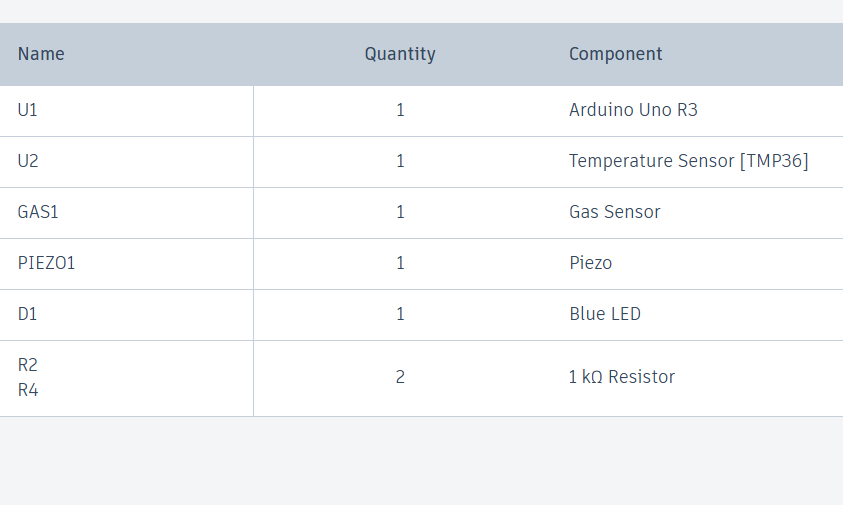 Name Quantity Component
U1 1 Arduino Uno R3
U2 1 Temperature Sensor [TMP36]
GAS1 1 Gas Sensor
PIEZO1 1 Piezo
D1 1 Blue LED
R2
R4 2 1 kΩ Resistor